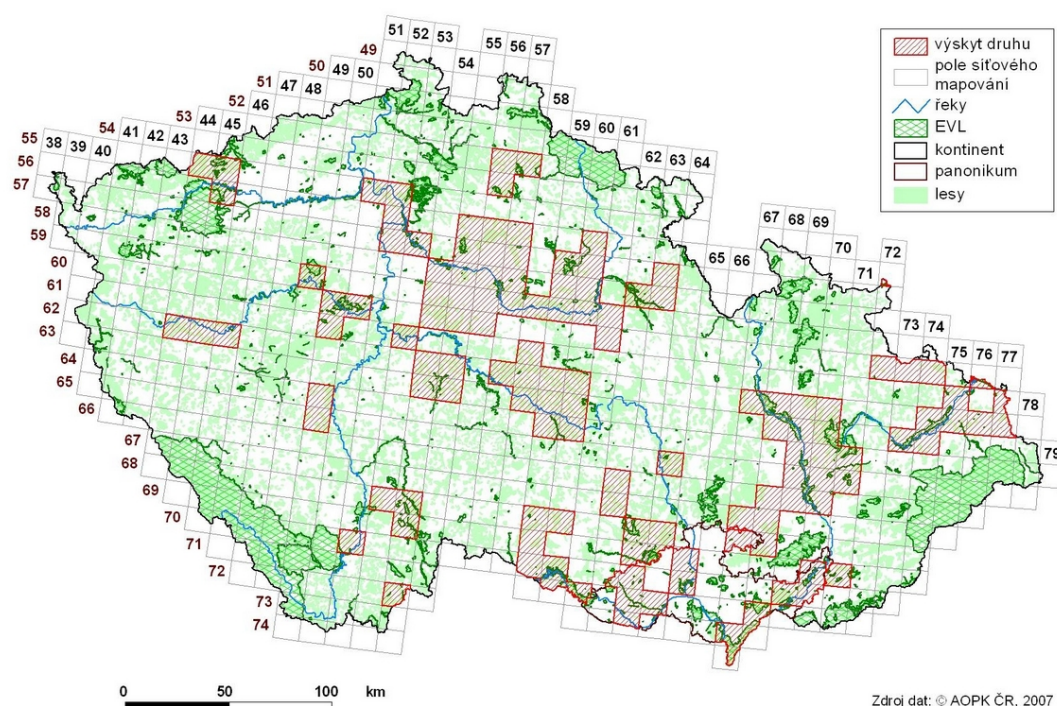 51 52 53
55 56 57
49
54
50 49 50
51 47 48
58
52 46
53 44 45
59 60 61
54 41 42 43
62 63 64
55 38 39 40
56
57
58
59
60
61
62
63
64
65
66
67
68
69
70
71
72
73
74
67 68 69
70
65 66
71
72
73 74
75 76 77
78
79
výskyt druhu
pole síťového
mapování
řeky
EVL
kontinent
panonikum
lesy
0 50 100 km
Zdroj dat: © AOPK ČR, 2007